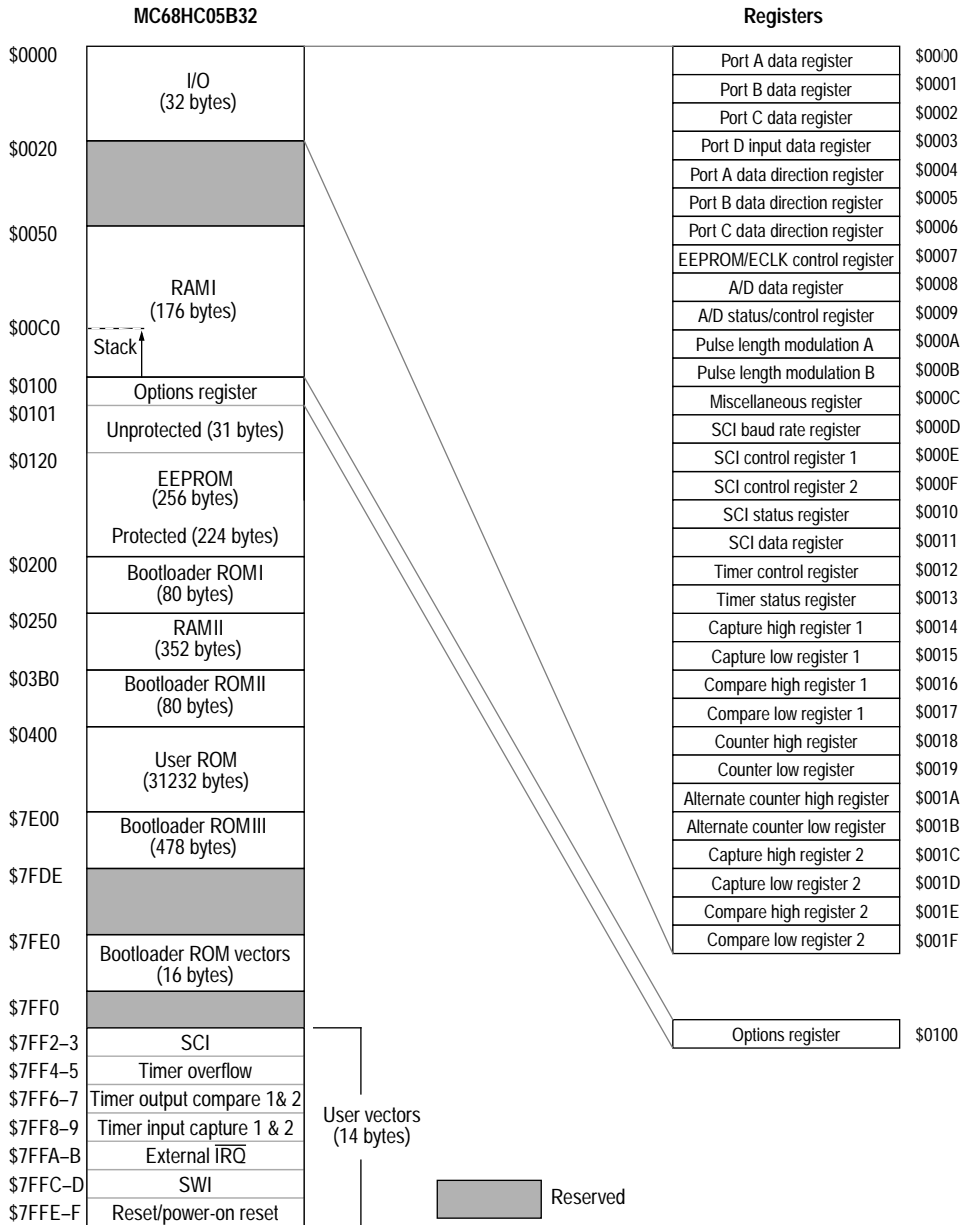 MC68HC05B32
$0000
I/O
(32 bytes)
$0020
$0050
RAMI
(176 bytes)
$00C0
Stack
$0100
Options register
$0101
Unprotected (31 bytes)
$0120
EEPROM
(256 bytes)
Protected (224 bytes)
$0200
Bootloader ROMI
(80 bytes)
$0250
RAMII
(352 bytes)
$03B0
Bootloader ROMII
(80 bytes)
$0400
User ROM
(31232 bytes)
$7E00
Bootloader ROMIII
(478 bytes)
$7FDE
$7FE0
Bootloader ROM vectors
(16 bytes)
$7FF0
$7FF2–3 SCI
$7FF4–5 Timer overflow
$7FF6–7 Timer output compare 1& 2
$7FF8–9 Timer input capture 1 & 2
$7FFA–B External IRQ
$7FFC–D SWI
$7FFE–F Reset/power-on reset
User vectors
(14 bytes)
Reserved
Registers
Port A data register $0000
Port B data register $0001
Port C data register $0002
Port D input data register $0003
Port A data direction register $0004
Port B data direction register $0005
Port C data direction register $0006
EEPROM/ECLK control register $0007
A/D data register $0008
A/D status/control register $0009
Pulse length modulation A $000A
Pulse length modulation B $000B
Miscellaneous register $000C
SCI baud rate register $000D
SCI control register 1 $000E
SCI control register 2 $000F
SCI status register $0010
SCI data register $0011
Timer control register $0012
Timer status register $0013
Capture high register 1 $0014
Capture low register 1 $0015
Compare high register 1 $0016
Compare low register 1 $0017
Counter high register $0018
Counter low register $0019
Alternate counter high register $001A
Alternate counter low register $001B
Capture high register 2 $001C
Capture low register 2 $001D
Compare high register 2 $001E
Compare low register 2 $001F
Options register $0100